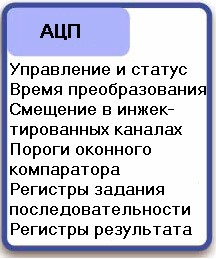 АЦП
Управление и статус
Время преобразования
Смещение в инжек-
тированных каналах
Пороги оконного
компаратора
Регистры задания
последовательности
Регистры результата